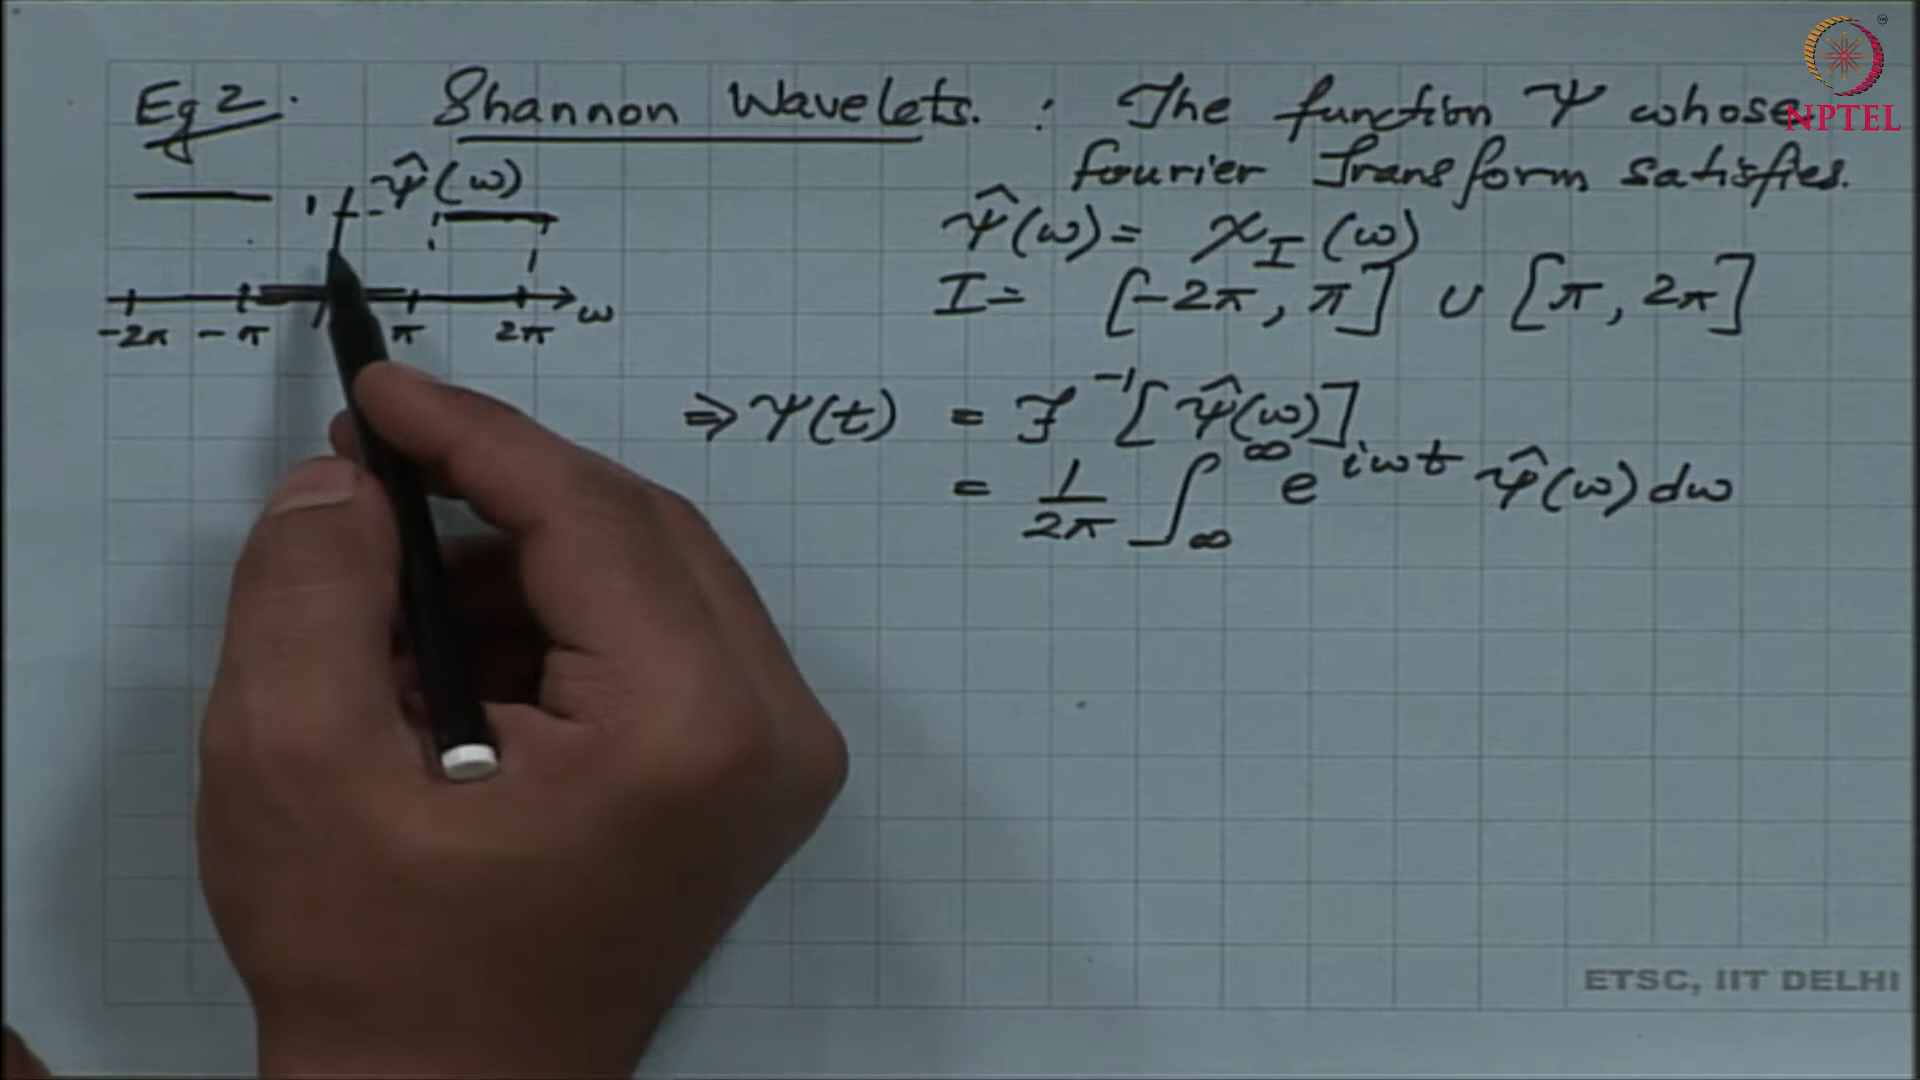 Eg 2. Shannon Wavelets. : The function Ψ whose
Fourier Transform satisfies.
NPTEL
1 Ψ̂(ω)
Ψ̂(ω) = χ_I(ω)
I = [-2π, π] ∪ [π, 2π]
-2π -π π 2π ω
⇒ Ψ(t) = F⁻¹[Ψ̂(ω)]
= 1/2π ∫_∞^∞ e^{iωt} Ψ̂(ω) dω
ETSC, IIT DELHI